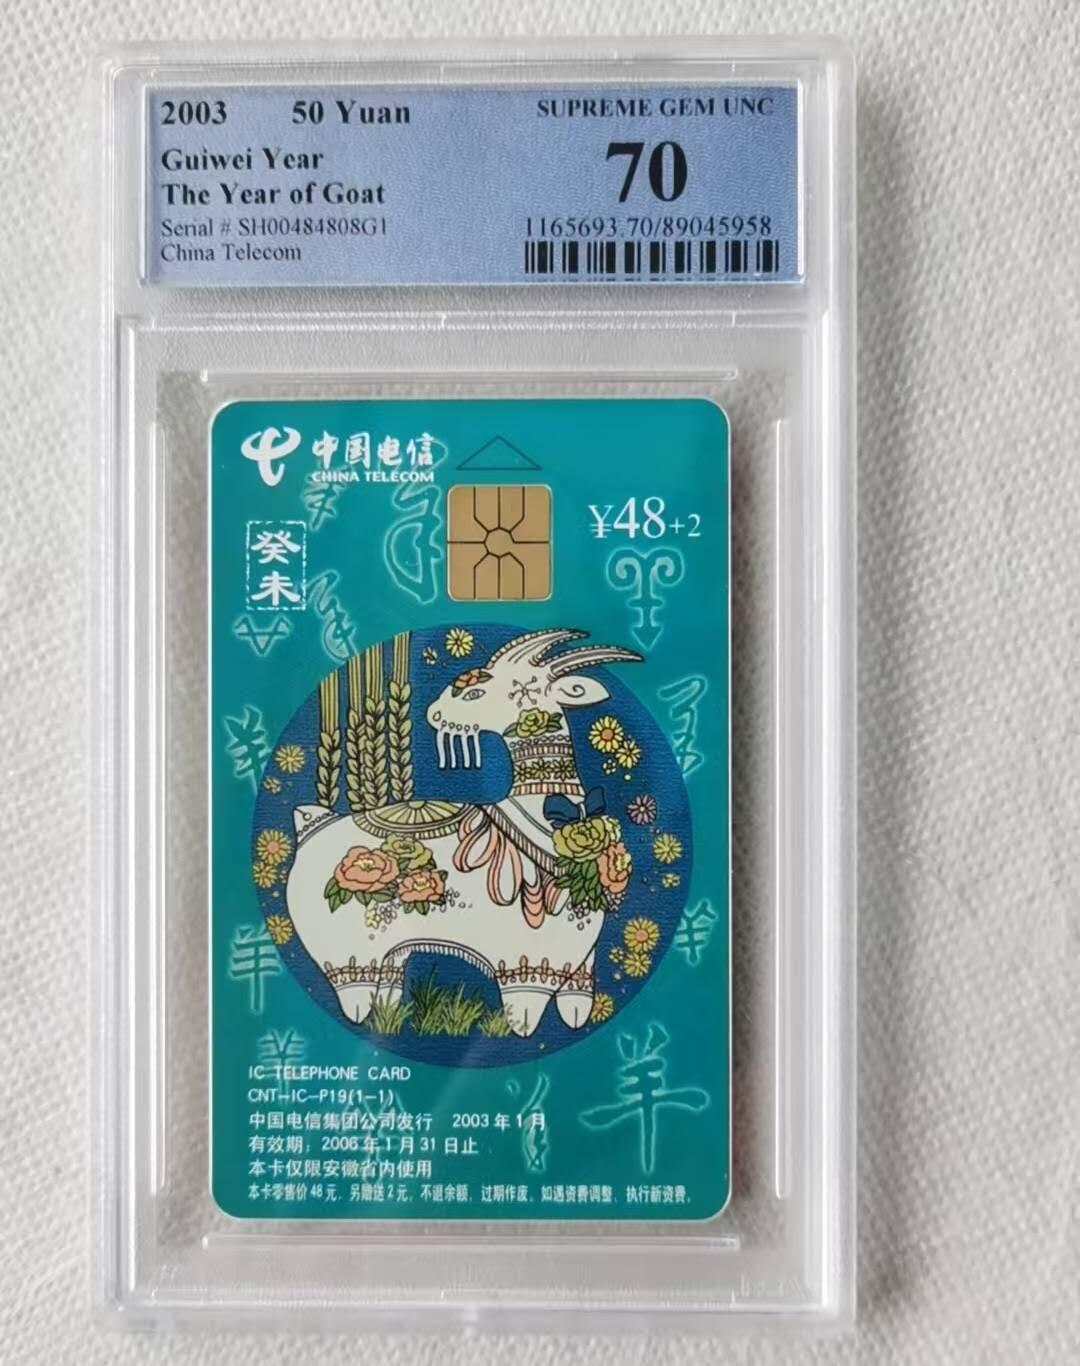 2003 50 Yuan
SUPREME GEM UNC
Guiwei Year
70
The Year of Goat
Serial # SH00484808G1
1165693.70/89045958
China Telecom
中国电信
CHINA TELECOM
¥48+2
癸未
羊
羊
羊
羊
IC TELEPHONE CARD
CNT-IC-P19(1-1)
中国电信集团公司发行 2003年1月
有效期：2006年1月31日止
本卡仅限安徽省内使用
本卡零售价48元，另赠送2元，不退余额，过期作废，如遇资费调整，执行新资费。